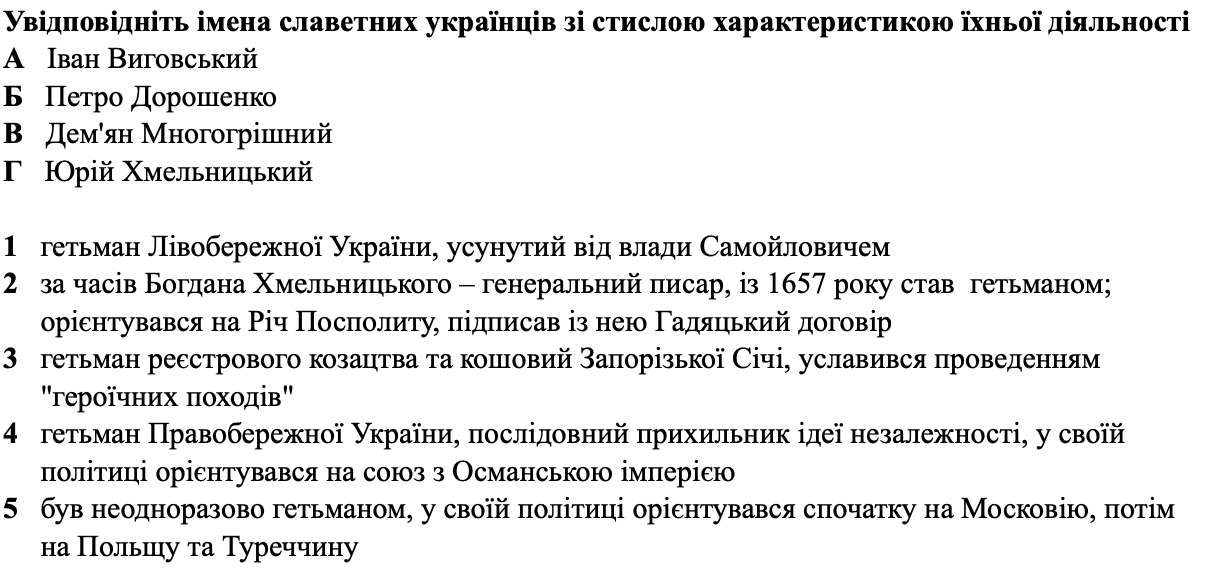 Увідповідніть імена славетних українців зі стислою характеристикою їхньої діяльності
А Іван Виговський
Б Петро Дорошенко
В Дем'ян Многогрішний
Г Юрій Хмельницький
1 гетьман Лівобережної України, усунутий від влади Самойловичем
2 за часів Богдана Хмельницького – генеральний писар, із 1657 року став гетьманом;
орієнтувався на Річ Посполиту, підписав із нею Гадяцький договір
3 гетьман реєстрового козацтва та кошовий Запорізької Січі, уславився проведенням
"героїчних походів"
4 гетьман Правобережної України, послідовний прихильник ідеї незалежності, у своїй
політиці орієнтувався на союз з Османською імперією
5 був неодноразово гетьманом, у своїй політиці орієнтувався спочатку на Московію, потім
на Польщу та Туреччину